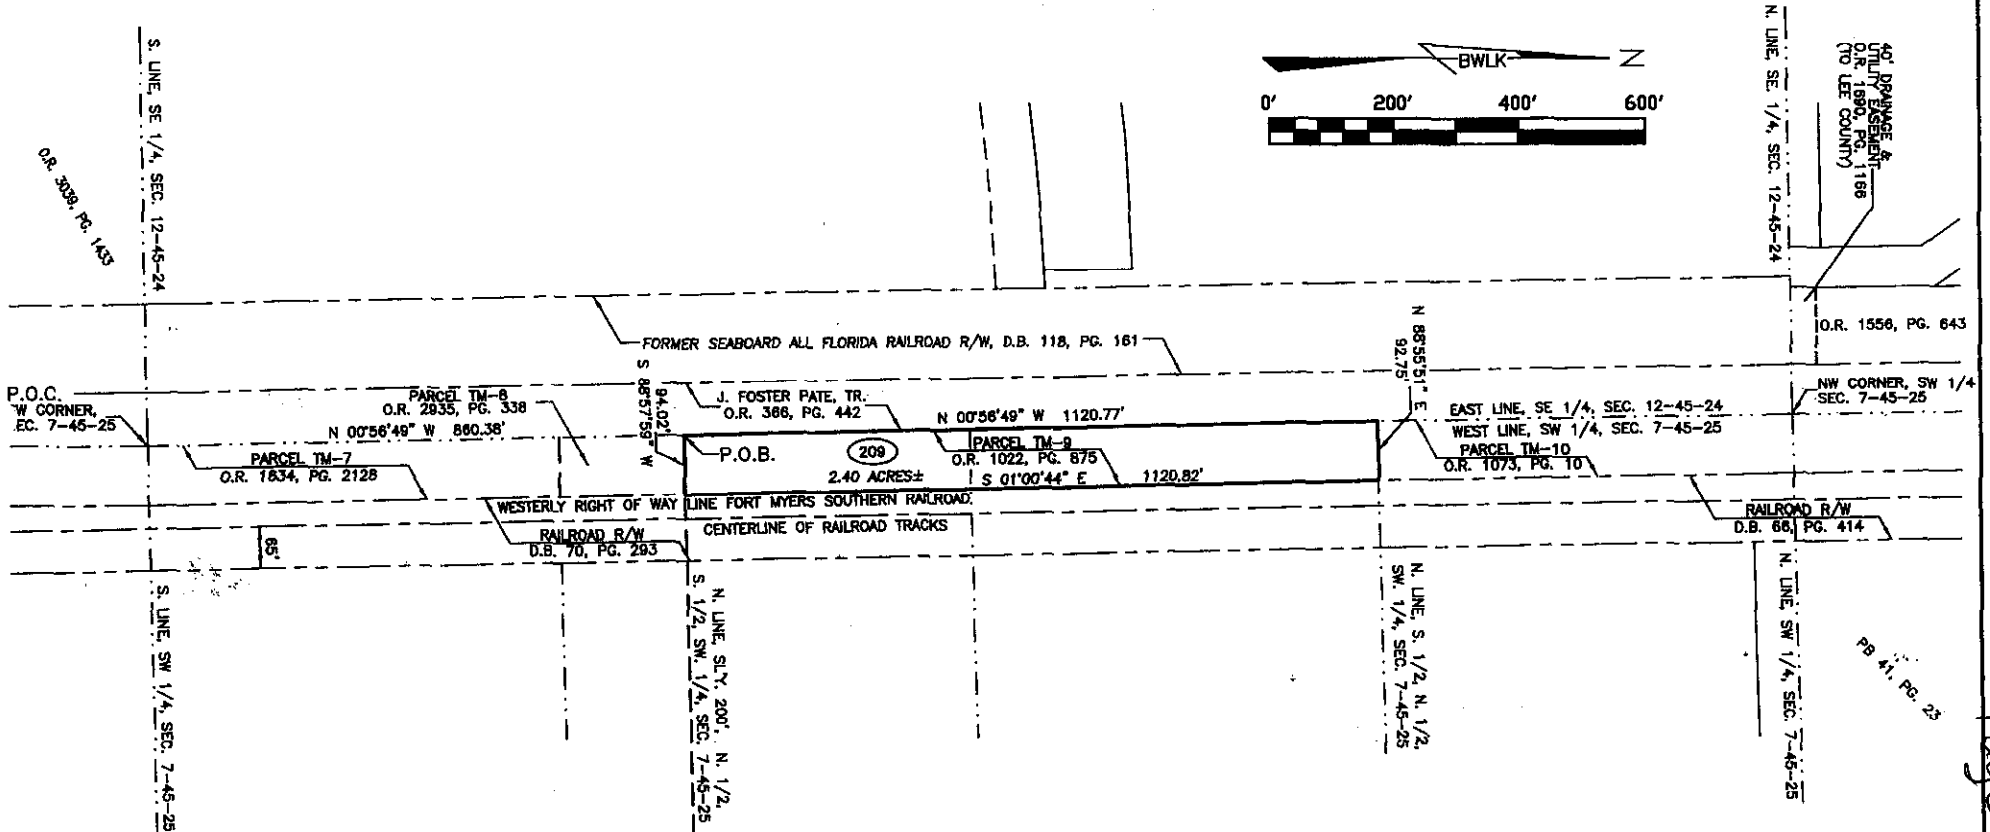 S. LINE, SE 1/4, SEC. 12-45-24
O.R. 3039, PG. 1433
BWLK
N
0' 200' 400' 600'
N. LINE, SE 1/4, SEC. 12-45-24
40' DRAINAGE &
UTILITY EASEMENT
O.R. 1690, PG. 1166
(TO LEE COUNTY)
O.R. 1556, PG. 643
FORMER SEABOARD ALL FLORIDA RAILROAD R/W, D.B. 118, PG. 161
P.O.C.
W CORNER,
EC. 7-45-25
PARCEL TM-8
O.R. 2935, PG. 338
N 00°56'49" W 860.38'
PARCEL TM-7
O.R. 1834, PG. 2128
S 88°57'59" W
94.02'
J. FOSTER PATE, TR.
O.R. 366, PG. 442
N 00°56'49" W 1120.77'
P.O.B.
209
2.40 ACRES±
PARCEL TM-9
O.R. 1022, PG. 875
S 01°00'44" E 1120.82'
N 88°55'51" E
92.75'
EAST LINE, SE 1/4, SEC. 12-45-24
WEST LINE, SW 1/4, SEC. 7-45-25
PARCEL TM-10
O.R. 1073, PG. 10
NW CORNER, SW 1/4
SEC. 7-45-25
WESTERLY RIGHT OF WAY LINE FORT MYERS SOUTHERN RAILROAD
CENTERLINE OF RAILROAD TRACKS
RAILROAD R/W
D.B. 70, PG. 293
65'
RAILROAD R/W
D.B. 66, PG. 414
S. LINE, SW 1/4, SEC. 7-45-25
N. LINE, SL'Y. 200', N. 1/2,
S. 1/2, SW. 1/4, SEC. 7-45-25
N. LINE, S. 1/2, N. 1/2,
SW. 1/4, SEC. 7-45-25
N. LINE, SW 1/4, SEC. 7-45-25
PB 41, PG. 23